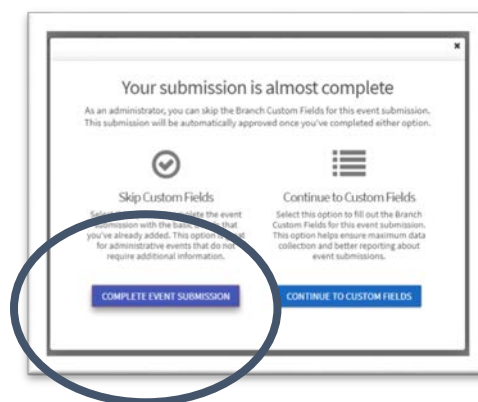 Your submission is almost complete
As an administrator, you can skip the Branch Custom Fields for this event submission.
This submission will be automatically approved once you've completed either option.
Skip Custom Fields
Select this complete the event
submission with the basic
you've already added. This option is
for administrative events that do not
require additional information.
COMPLETE EVENT SUBMISSION
Continue to Custom Fields
Select this option to fill out the Branch
Custom Fields for this event submission.
This option helps ensure maximum data
collection and better reporting about
event submissions.
CONTINUE TO CUSTOM FIELDS